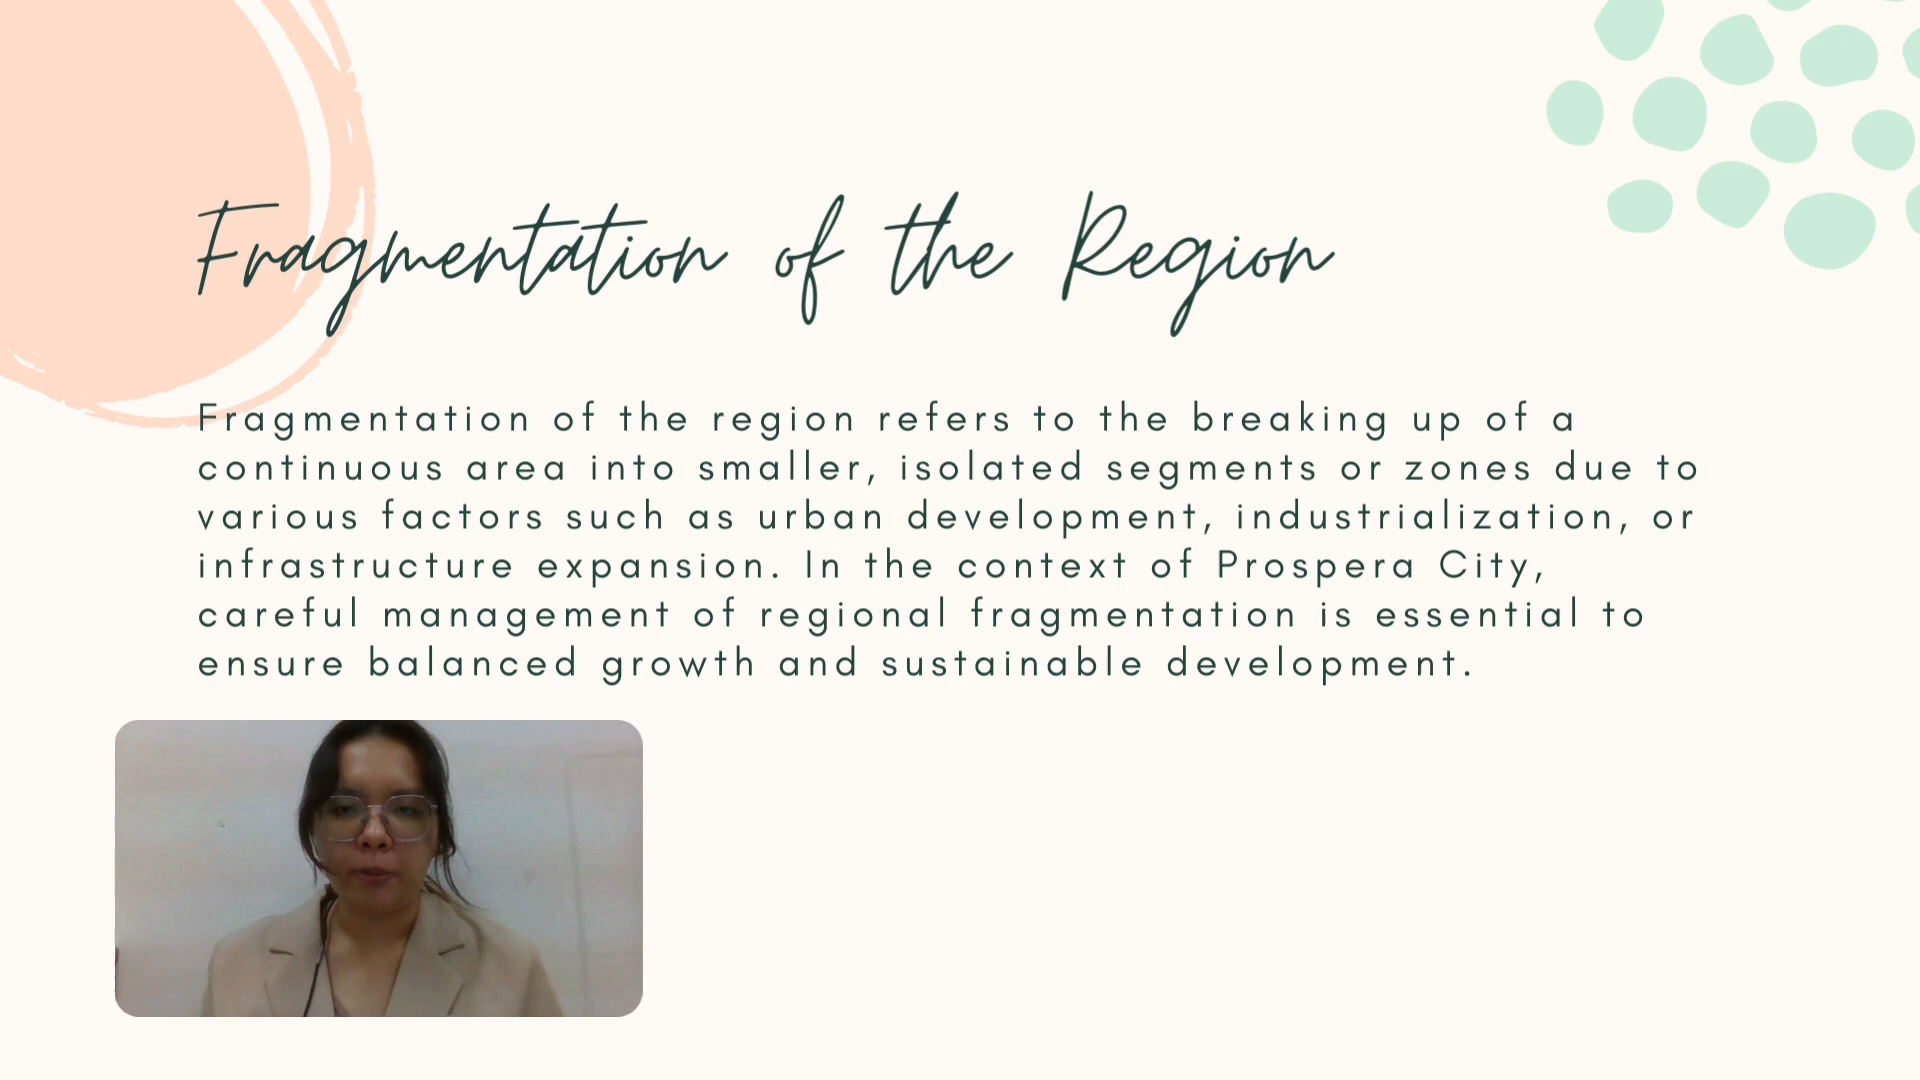 Fragmentation of the Region
Fragmentation of the region refers to the breaking up of a
continuous area into smaller, isolated segments or zones due to
various factors such as urban development, industrialization, or
infrastructure expansion. In the context of Prospera City,
careful management of regional fragmentation is essential to
ensure balanced growth and sustainable development.